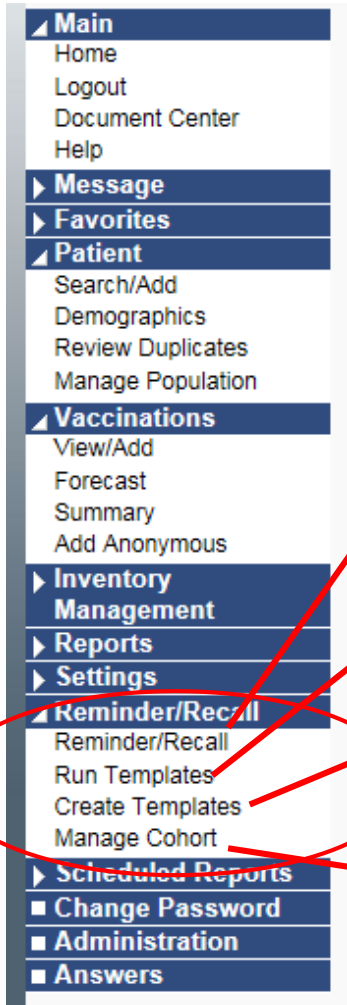 Main
Home
Logout
Document Center
Help
Message
Favorites
Patient
Search/Add
Demographics
Review Duplicates
Manage Population
Vaccinations
View/Add
Forecast
Summary
Add Anonymous
Inventory
Management
Reports
Settings
Reminder/Recall
Reminder/Recall
Run Templates
Create Templates
Manage Cohort
Scheduled Reports
Change Password
Administration
Answers